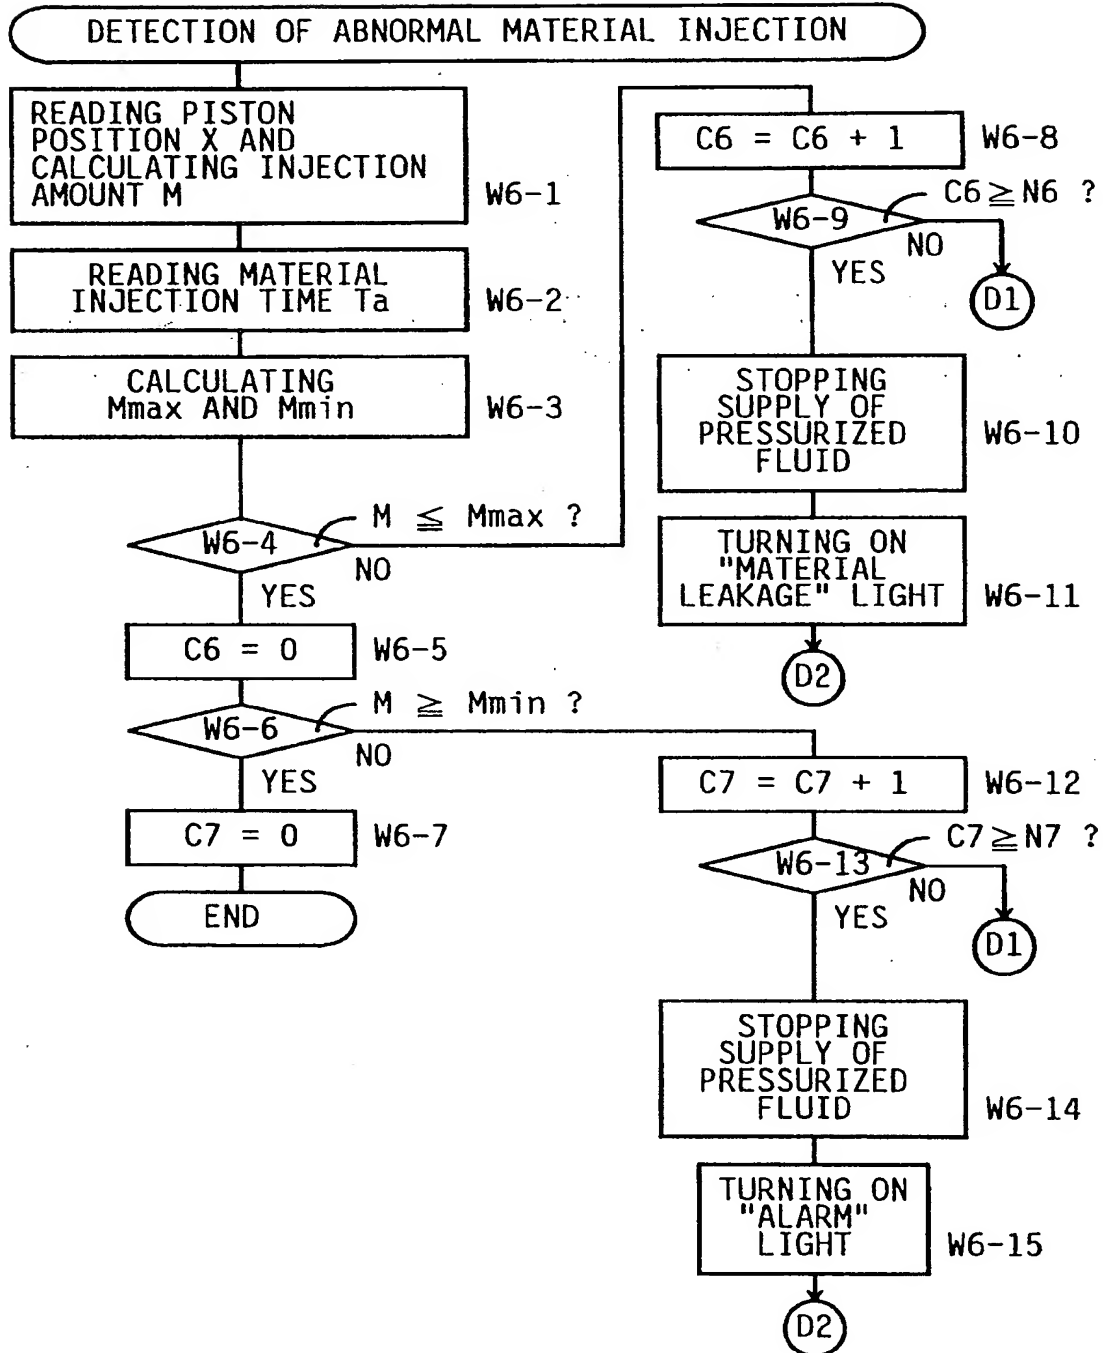 DETECTION OF ABNORMAL MATERIAL INJECTION
READING PISTON
POSITION X AND
CALCULATING INJECTION
AMOUNT M
W6-1
READING MATERIAL
INJECTION TIME Ta
W6-2
CALCULATING
Mmax AND Mmin
W6-3
M ≦ Mmax ?
W6-4
NO
YES
C6 = 0
W6-5
M ≧ Mmin ?
W6-6
NO
YES
C7 = 0
W6-7
END
C6 = C6 + 1
W6-8
C6≧N6 ?
W6-9
NO
YES
D1
STOPPING
SUPPLY OF
PRESSURIZED
FLUID
W6-10
TURNING ON
"MATERIAL
LEAKAGE" LIGHT
W6-11
D2
C7 = C7 + 1
W6-12
C7≧N7 ?
W6-13
NO
YES
D1
STOPPING
SUPPLY OF
PRESSURIZED
FLUID
W6-14
TURNING ON
"ALARM"
LIGHT
W6-15
D2